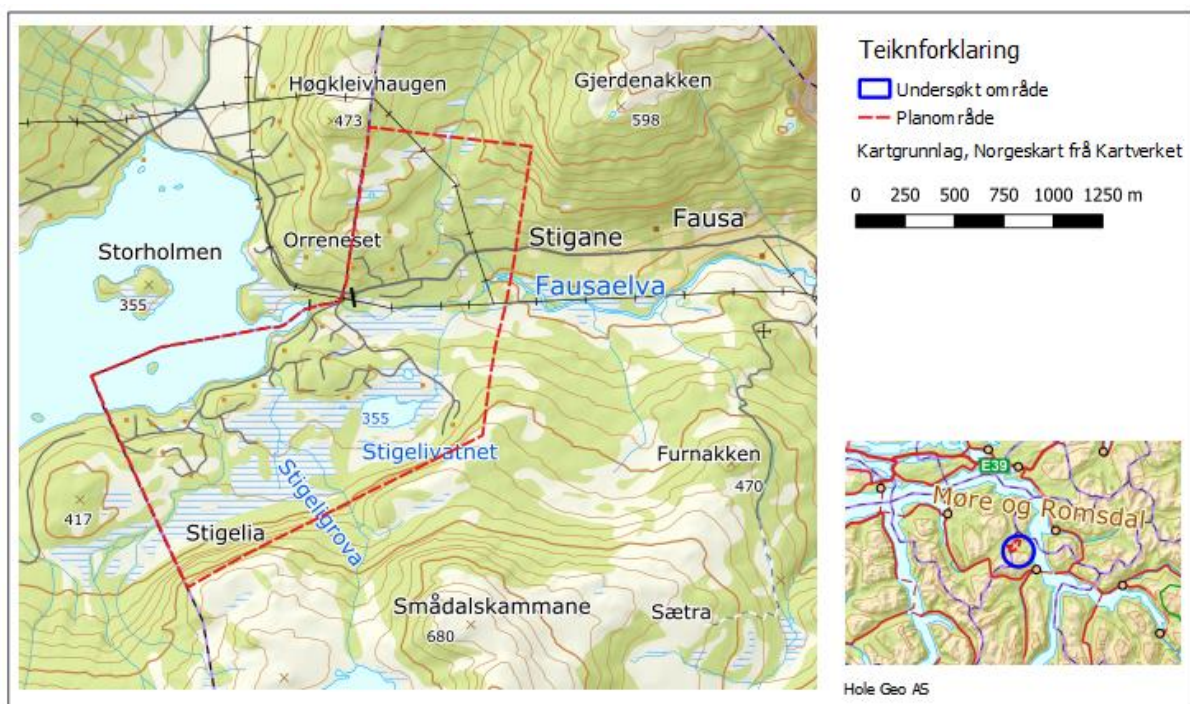 Høgkleivhaugen
473
Gjerdenakken
598
Storholmen
355
Orreneset
Stigane
Fausa
Fausaelva
355
Stigelivatnet
Stigeligrova
417
Stigelia
Furnakken
470
Smådalskammane
680
Sætra
Teiknforklaring
Undersøkt område
Planområde
Kartgrunnlag, Norgeskart frå Kartverket
0 250 500 750 1000 1250 m
E39
Møre og Romsdal
Hole Geo AS